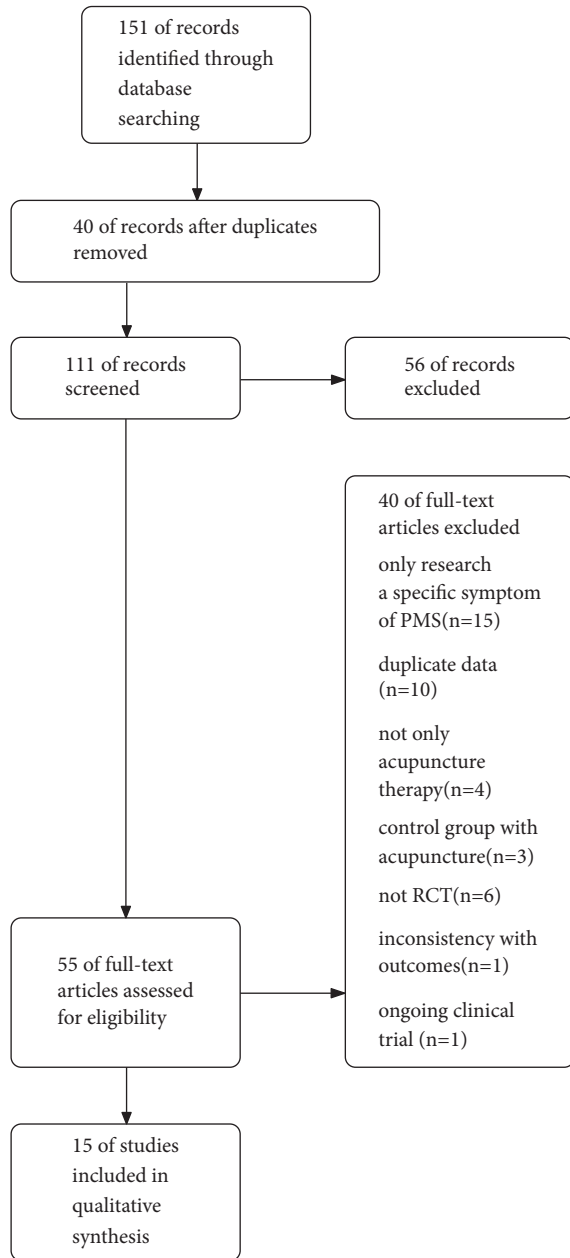 151 of records
identified through
database
searching
40 of records after duplicates
removed
111 of records
screened
56 of records
excluded
40 of full-text
articles excluded
only research
a specific symptom
of PMS(n=15)
duplicate data
(n=10)
not only
acupuncture
therapy(n=4)
control group with
acupuncture(n=3)
not RCT(n=6)
inconsistency with
outcomes(n=1)
ongoing clinical
trial (n=1)
55 of full-text
articles assessed
for eligibility
15 of studies
included in
qualitative
synthesis